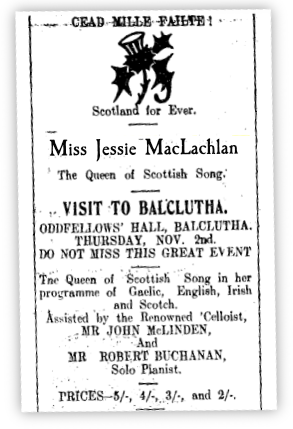 CEAD MILLE FAILTE!
Scotland for Ever.
Miss Jessie MacLachlan
The Queen of Scottish Song.
VISIT TO BALCLUTHA.
ODDFELLOWS' HALL, BALCLUTHA.
THURSDAY, NOV. 2nd.
DO NOT MISS THIS GREAT EVENT
The Queen of Scottish Song in her
programme of Gaelic, English, Irish
and Scotch.
Assisted by the Renowned 'Celloist,
MR JOHN McLINDEN,
And
MR ROBERT BUCHANAN,
Solo Pianist.
PRICES—5/-, 4/-, 3/-, and 2/-.